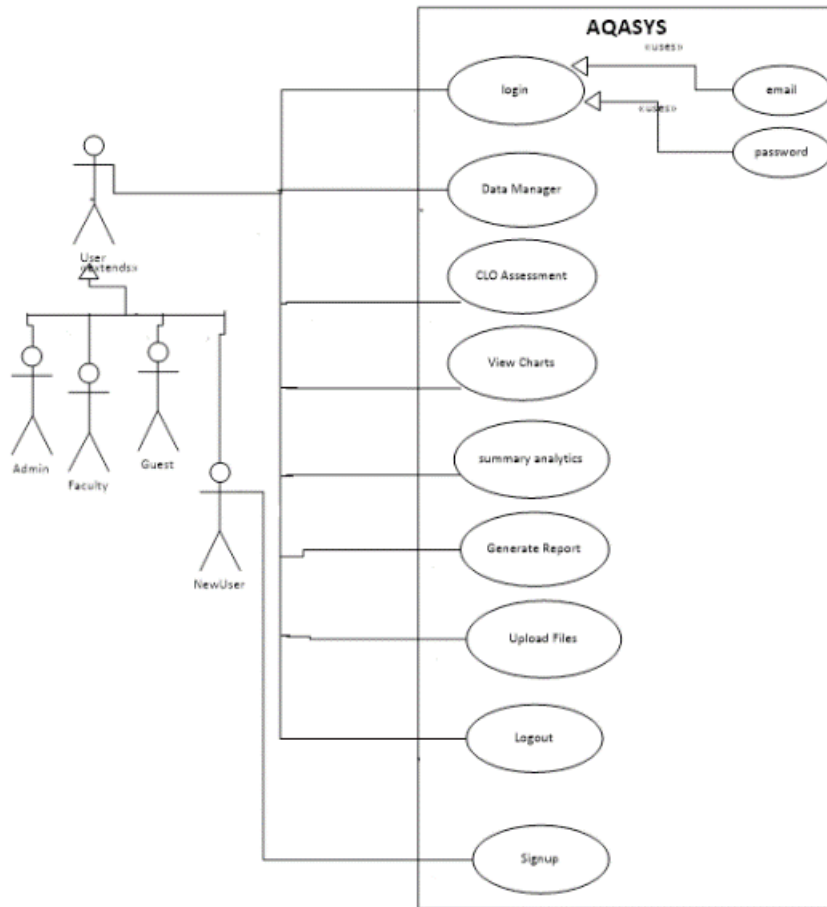 AQASYS
«uses»
login
email
«uses»
password
Data Manager
User
«extends»
CLO Assessment
View Charts
Admin
Faculty
Guest
summary analytics
Generate Report
NewUser
Upload Files
Logout
Signup